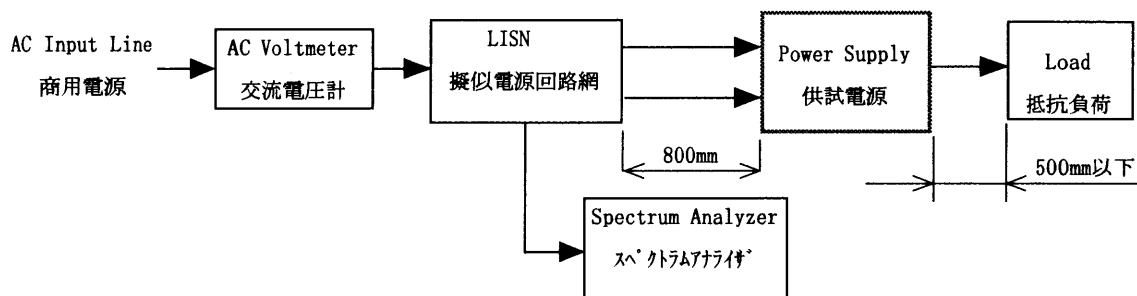 AC Input Line
商用電源
AC Voltmeter
交流電圧計
LISN
擬似電源回路網
Power Supply
供試電源
Load
抵抗負荷
800mm
500mm以下
Spectrum Analyzer
スペクトラムアナライザ